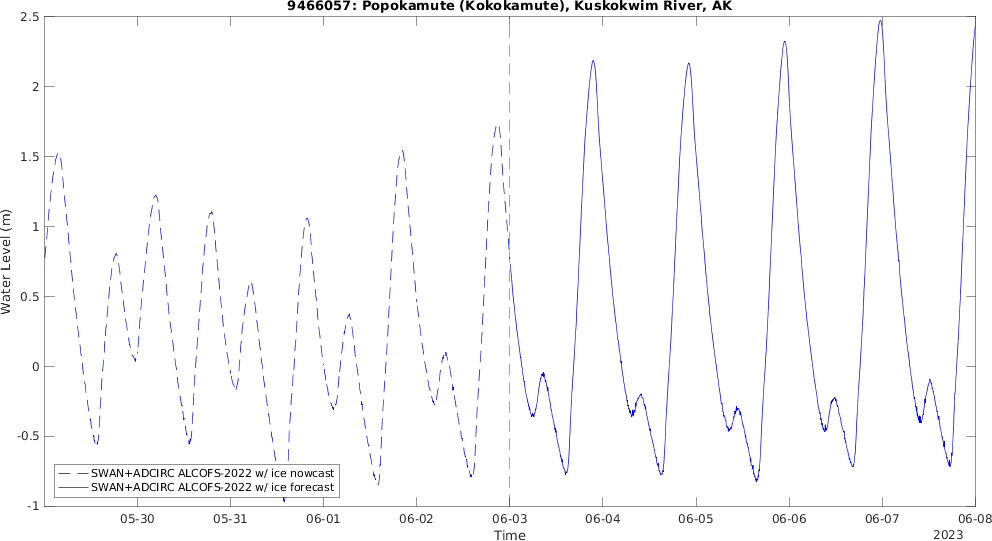 9466057: Popokamute (Kokokamute), Kuskokwim River, AK
2.5
2
1.5
1
0.5
0
-0.5
-1
Water Level (m)
SWAN+ADCIRC ALCOFS-2022 w/ ice nowcast
SWAN+ADCIRC ALCOFS-2022 w/ ice forecast
05-30 05-31 06-01 06-02 06-03 06-04 06-05 06-06 06-07 06-08
Time
2023